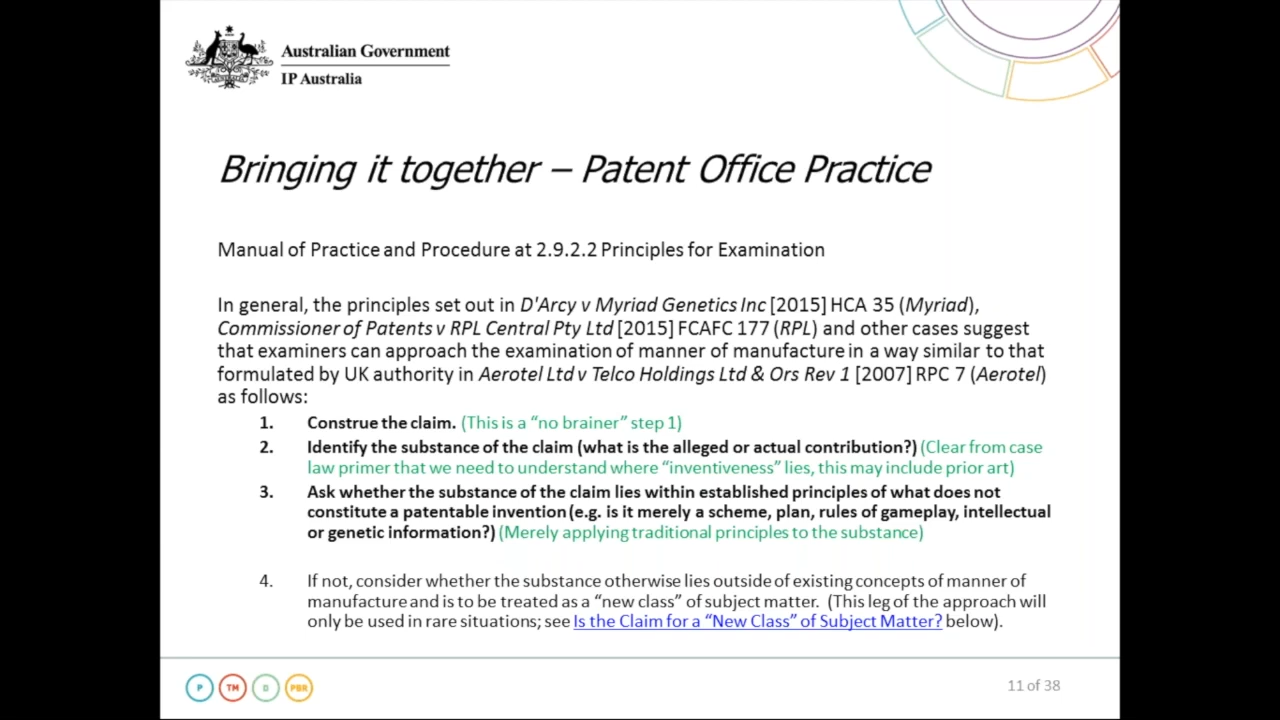 Australian Government
IP Australia
Bringing it together – Patent Office Practice
Manual of Practice and Procedure at 2.9.2.2 Principles for Examination
In general, the principles set out in D'Arcy v Myriad Genetics Inc [2015] HCA 35 (Myriad),
Commissioner of Patents v RPL Central Pty Ltd [2015] FCAFC 177 (RPL) and other cases suggest
that examiners can approach the examination of manner of manufacture in a way similar to that
formulated by UK authority in Aerotel Ltd v Telco Holdings Ltd & Ors Rev 1 [2007] RPC 7 (Aerotel)
as follows:
1. Construe the claim. (This is a “no brainer” step 1)
2. Identify the substance of the claim (what is the alleged or actual contribution?) (Clear from case
law primer that we need to understand where “inventiveness” lies, this may include prior art)
3. Ask whether the substance of the claim lies within established principles of what does not
constitute a patentable invention (e.g. is it merely a scheme, plan, rules of gameplay, intellectual
or genetic information?) (Merely applying traditional principles to the substance)
4. If not, consider whether the substance otherwise lies outside of existing concepts of manner of
manufacture and is to be treated as a “new class” of subject matter. (This leg of the approach will
only be used in rare situations; see Is the Claim for a “New Class” of Subject Matter? below).
P TM D PBR
11 of 38